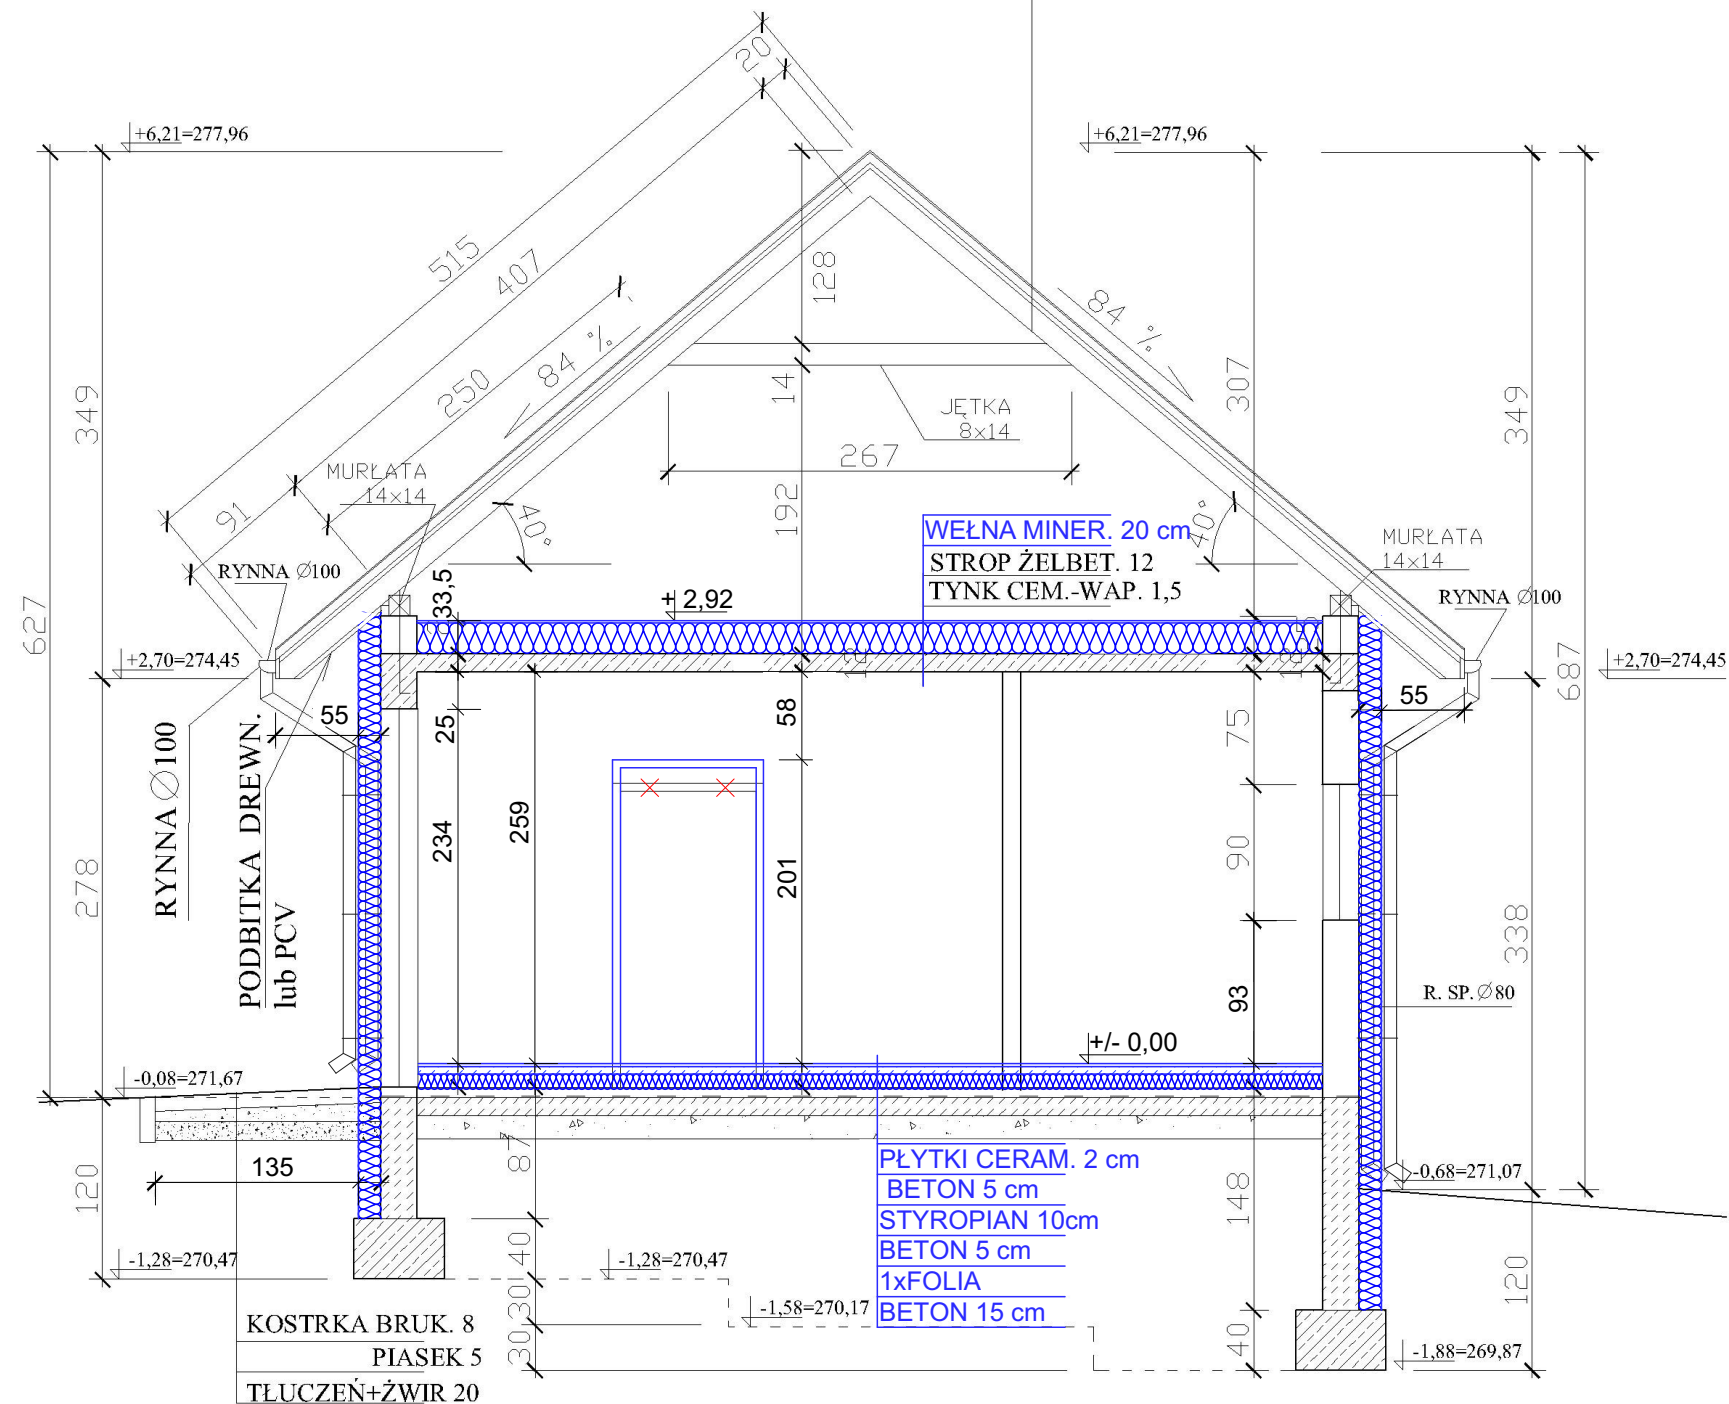 20
+6,21=277,96
+6,21=277,96
515
407
128
84 %
84 %
250
349
14
307
349
JĘTKA
8x14
267
MURŁATA
14x14
91
192
40°
40°
WEŁNA MINER. 20 cm
STROP ŻELBET. 12
TYNK CEM.-WAP. 1,5
MURŁATA
14x14
RYNNA Ø100
33,5
+ 2,92
RYNNA Ø100
627
+2,70=274,45
687
+2,70=274,45
12
55
25
58
75
55
RYNNA Ø100
PODBITKA DREWN.
lub PCV
234
259
201
90
278
338
93
R. SP. Ø80
+/- 0,00
-0,08=271,67
87
135
120
PŁYTKI CERAM. 2 cm
BETON 5 cm
STYROPIAN 10cm
BETON 5 cm
1xFOLIA
BETON 15 cm
148
-0,68=271,07
-1,28=270,47
40
-1,28=270,47
30
-1,58=270,17
30
120
40
-1,88=269,87
KOSTRKA BRUK. 8
PIASEK 5
TŁUCZEŃ+ŻWIR 20